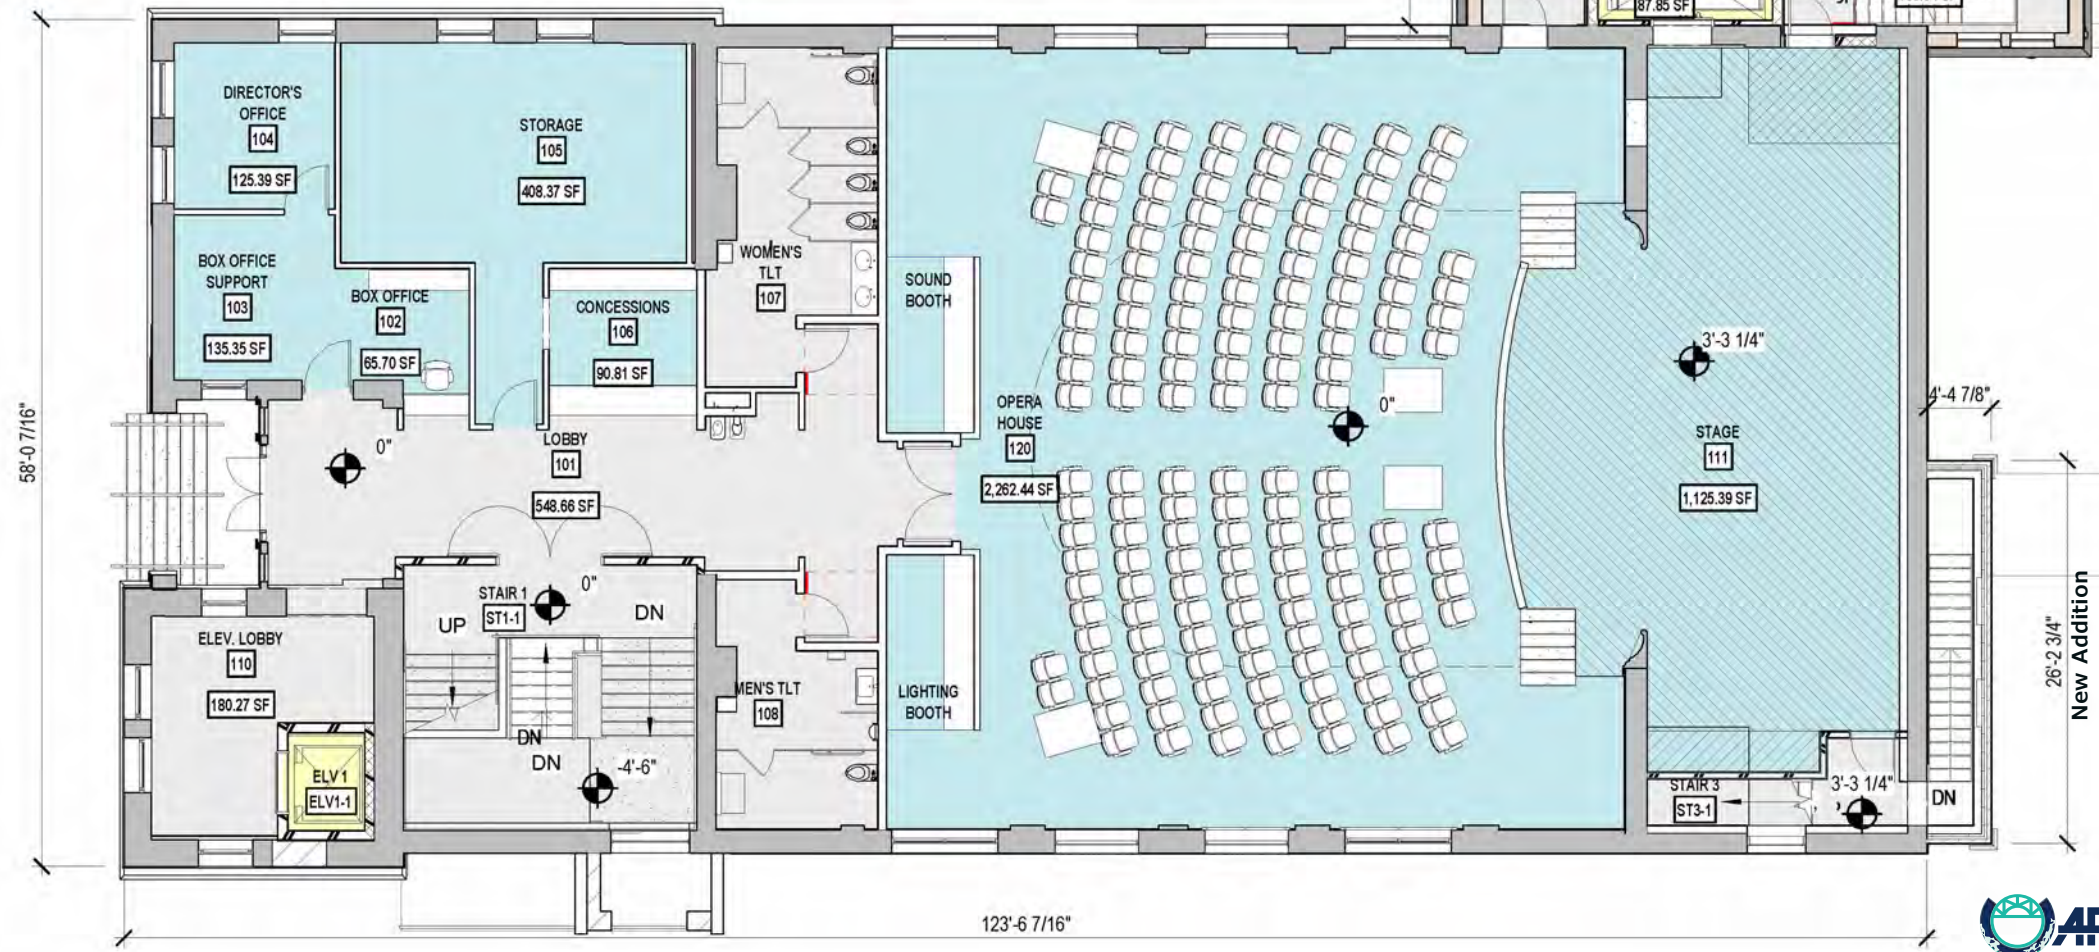 87.85 SF
DIRECTOR'S
OFFICE
104
125.39 SF
STORAGE
105
408.37 SF
BOX OFFICE
SUPPORT
103
135.35 SF
BOX OFFICE
102
65.70 SF
CONCESSIONS
106
90.81 SF
WOMEN'S
TLT
107
SOUND
BOOTH
OPERA
HOUSE
120
2,262.44 SF
0"
3'-3 1/4"
STAGE
111
1,125.39 SF
4'-4 7/8"
58'-0 7/16"
0"
LOBBY
101
548.66 SF
STAIR 1
ST1-1
0"
UP
DN
DN
DN
-4'-6"
ELEV. LOBBY
110
180.27 SF
ELV 1
ELV1-1
MEN'S TLT
108
LIGHTING
BOOTH
STAIR 3
ST3-1
3'-3 1/4"
DN
26'-2 3/4"
New Addition
123'-6 7/16"